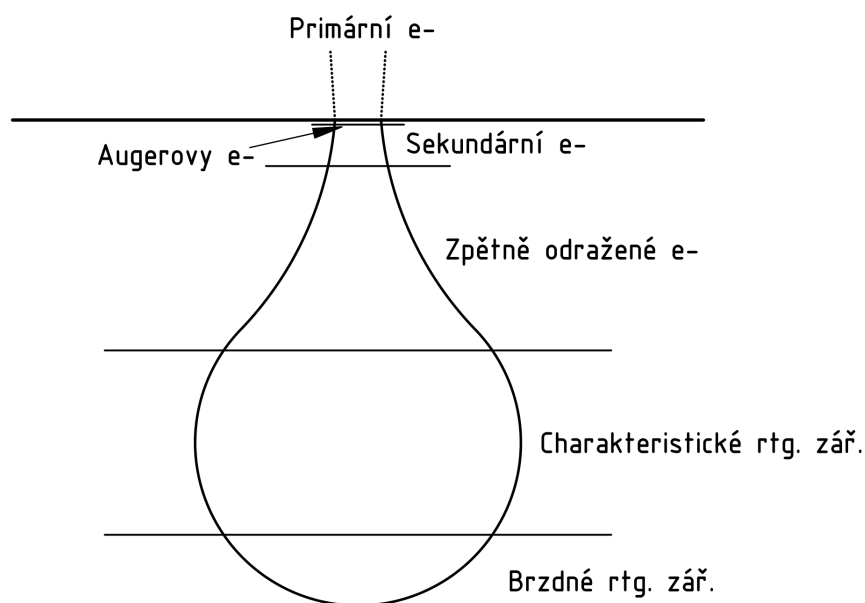 Primární e-
Augerovy e-
Sekundární e-
Zpětně odražené e-
Charakteristické rtg. zář.
Brzdné rtg. zář.